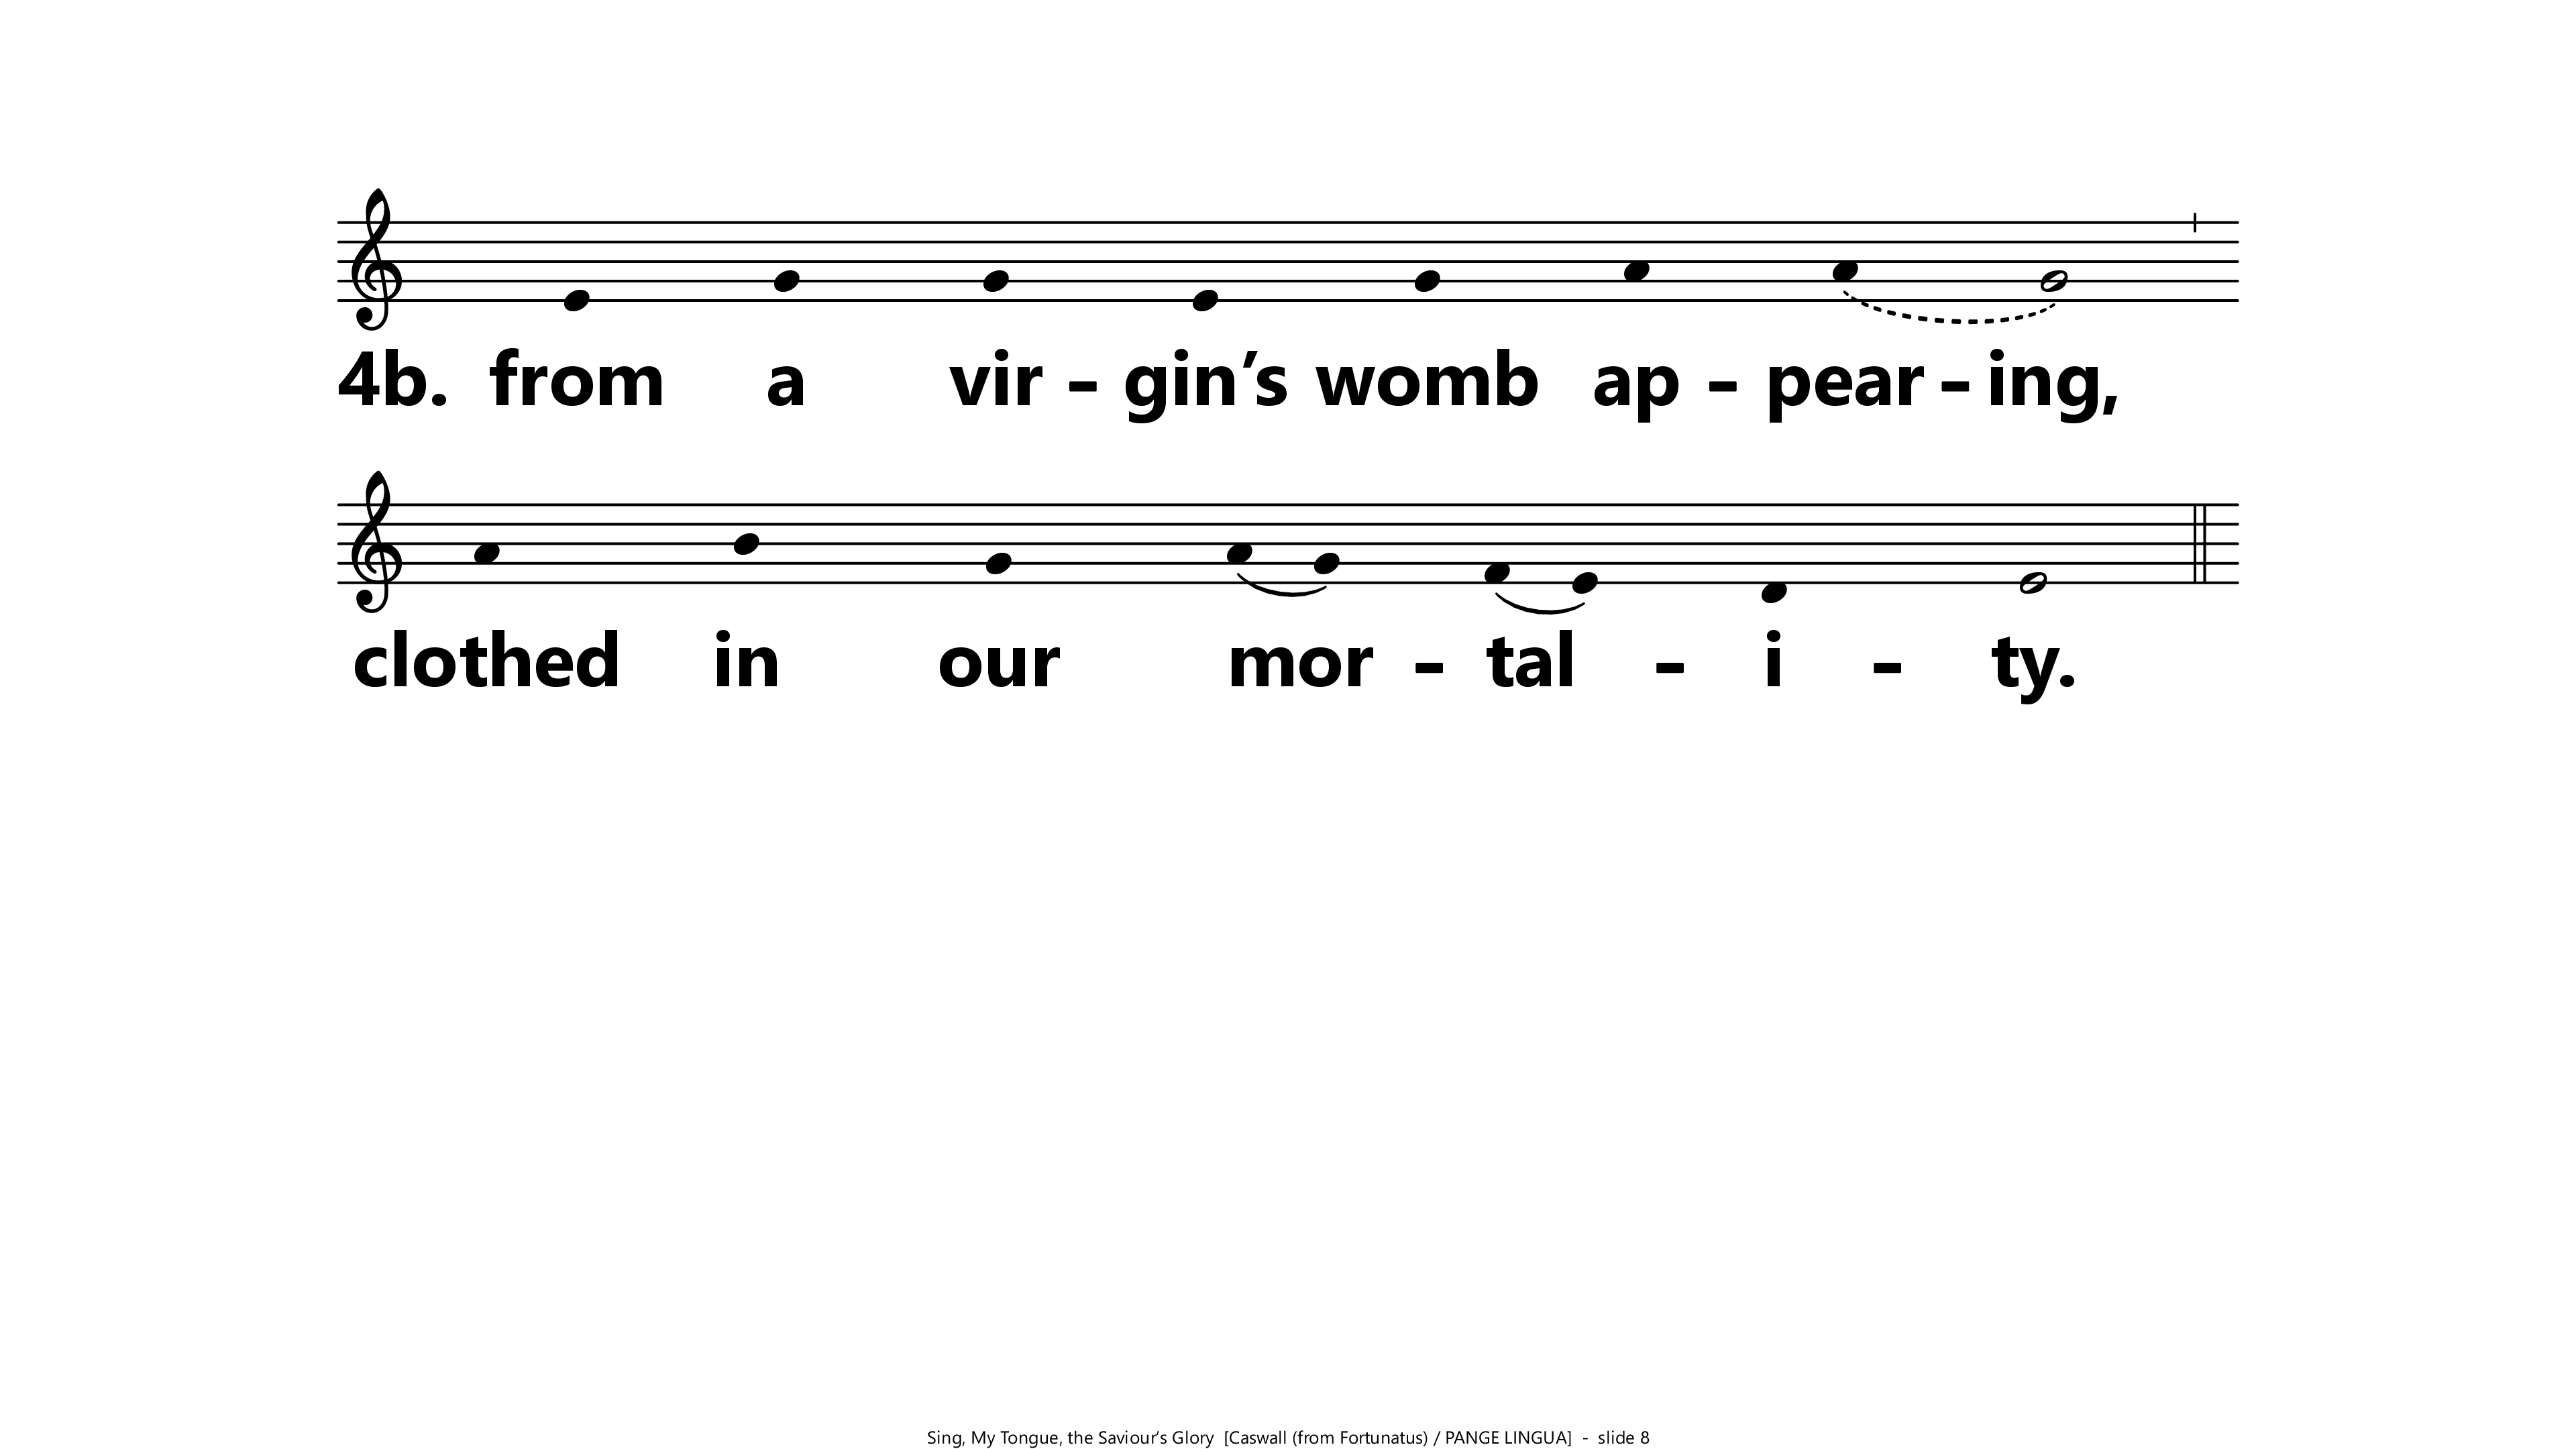 4b. from a vir - gin’s womb ap - pear - ing,
clothed in our mor - tal - i - ty.
Sing, My Tongue, the Saviour’s Glory [Caswall (from Fortunatus) / PANGE LINGUA] - slide 8